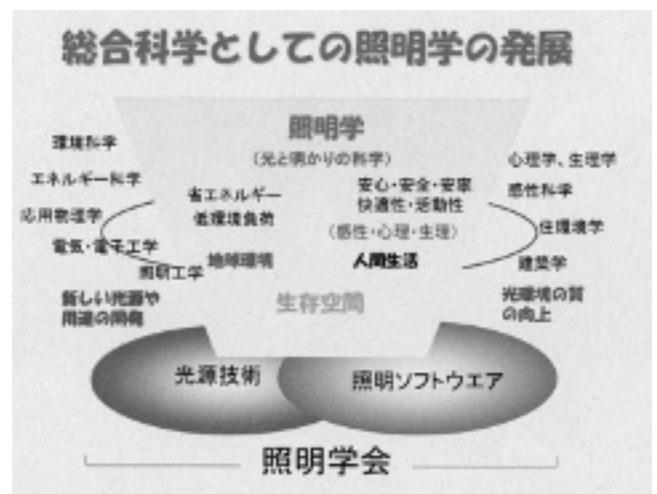 総合科学としての照明学の発展
照明学
(光と明かりの科学)
環境科学
エネルギー科学
応用物理学
電気・電子工学
照明工学
新しい光源や
用途の開発
省エネルギー
低環境負荷
地球環境
安心・安全・安寧
快適性・活動性
(感性・心理・生理)
人間生活
生存空間
心理学、生理学
感性科学
住環境学
建築学
光環境の質
の向上
光源技術
照明ソフトウエア
照明学会